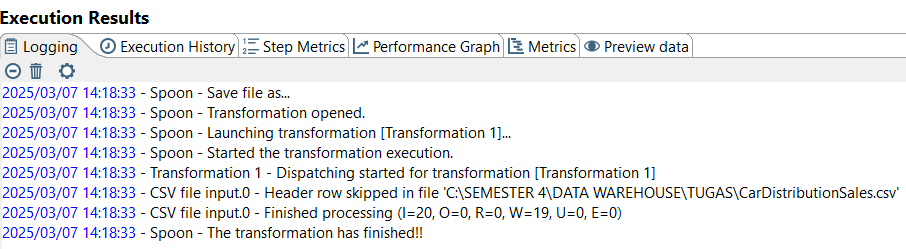 Execution Results
Logging Execution History Step Metrics Performance Graph Metrics Preview data
2025/03/07 14:18:33 - Spoon - Save file as...
2025/03/07 14:18:33 - Spoon - Transformation opened.
2025/03/07 14:18:33 - Spoon - Launching transformation [Transformation 1]...
2025/03/07 14:18:33 - Spoon - Started the transformation execution.
2025/03/07 14:18:33 - Transformation 1 - Dispatching started for transformation [Transformation 1]
2025/03/07 14:18:33 - CSV file input.0 - Header row skipped in file 'C:\SEMESTER 4\DATA WAREHOUSE\TUGAS\CarDistributionSales.csv'
2025/03/07 14:18:33 - CSV file input.0 - Finished processing (I=20, O=0, R=0, W=19, U=0, E=0)
2025/03/07 14:18:33 - Spoon - The transformation has finished!!